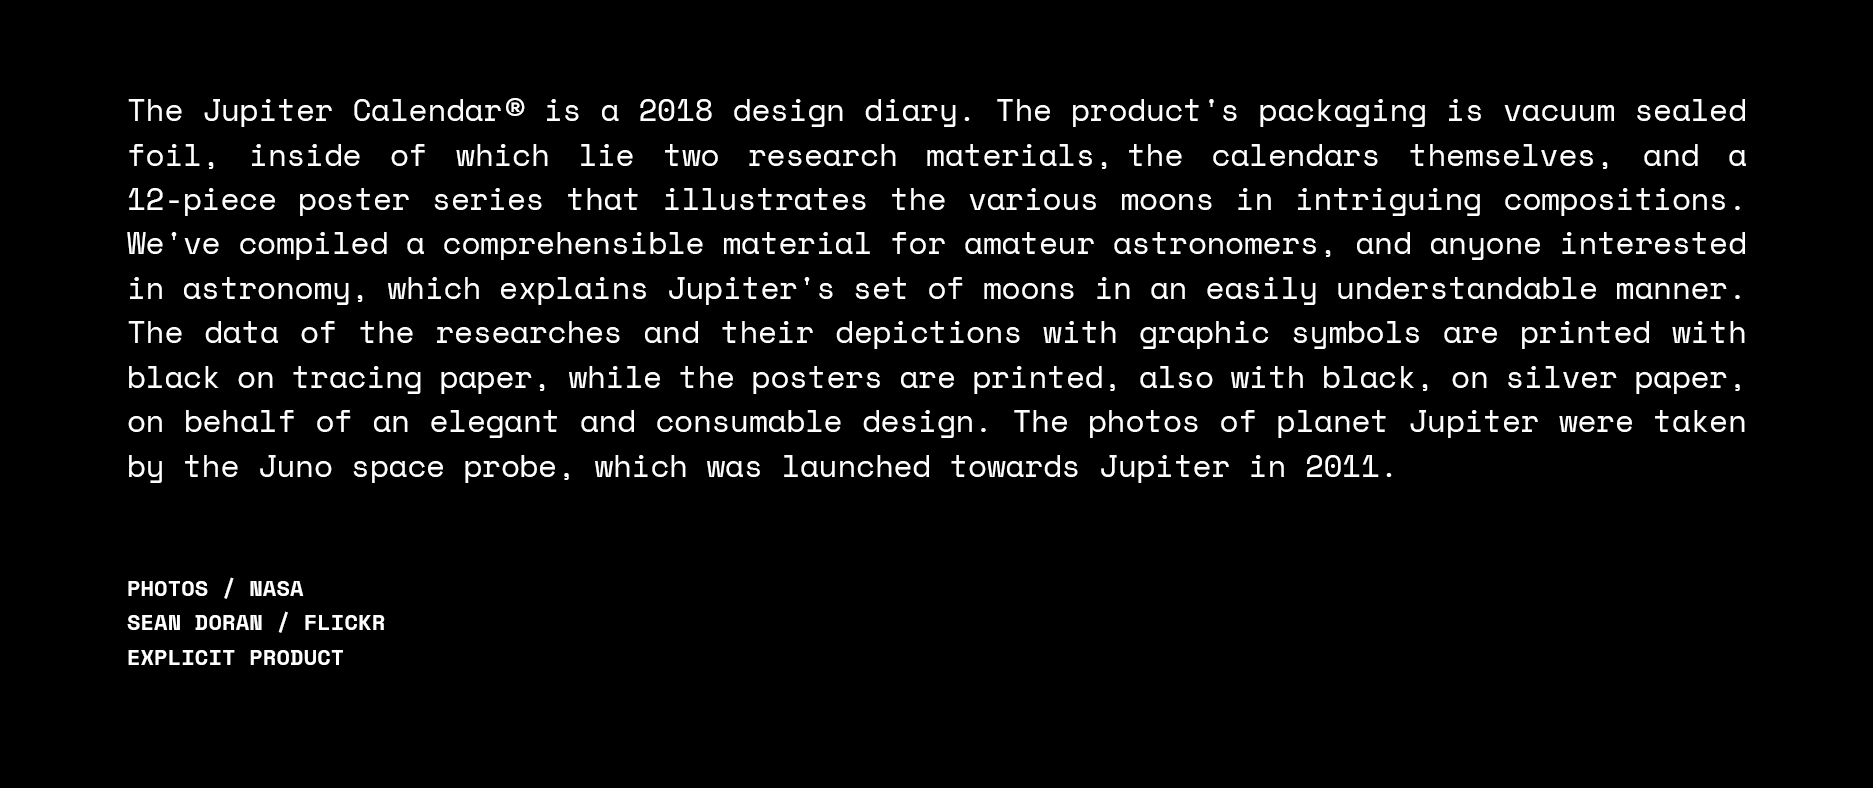 The Jupiter Calendar® is a 2018 design diary. The product's packaging is vacuum sealed
foil, inside of which lie two research materials, the calendars themselves, and a
12-piece poster series that illustrates the various moons in intriguing compositions.
We've compiled a comprehensible material for amateur astronomers, and anyone interested
in astronomy, which explains Jupiter's set of moons in an easily understandable manner.
The data of the researches and their depictions with graphic symbols are printed with
black on tracing paper, while the posters are printed, also with black, on silver paper,
on behalf of an elegant and consumable design. The photos of planet Jupiter were taken
by the Juno space probe, which was launched towards Jupiter in 2011.
PHOTOS / NASA
SEAN DORAN / FLICKR
EXPLICIT PRODUCT